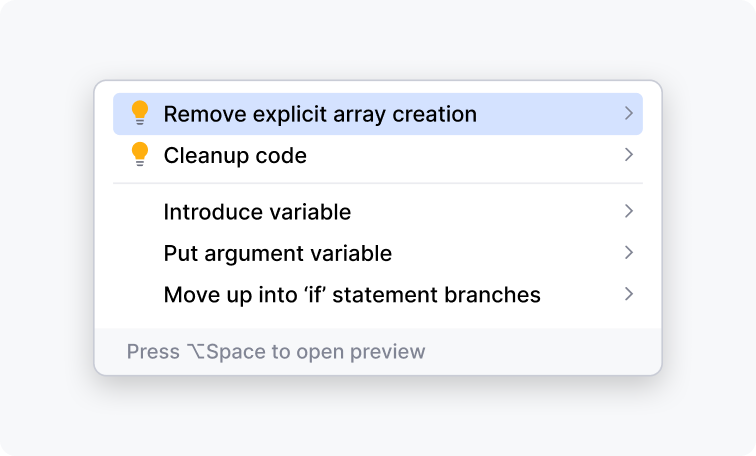 Remove explicit array creation
Cleanup code
Introduce variable
Put argument variable
Move up into ‘if’ statement branches
Press ⌥Space to open preview